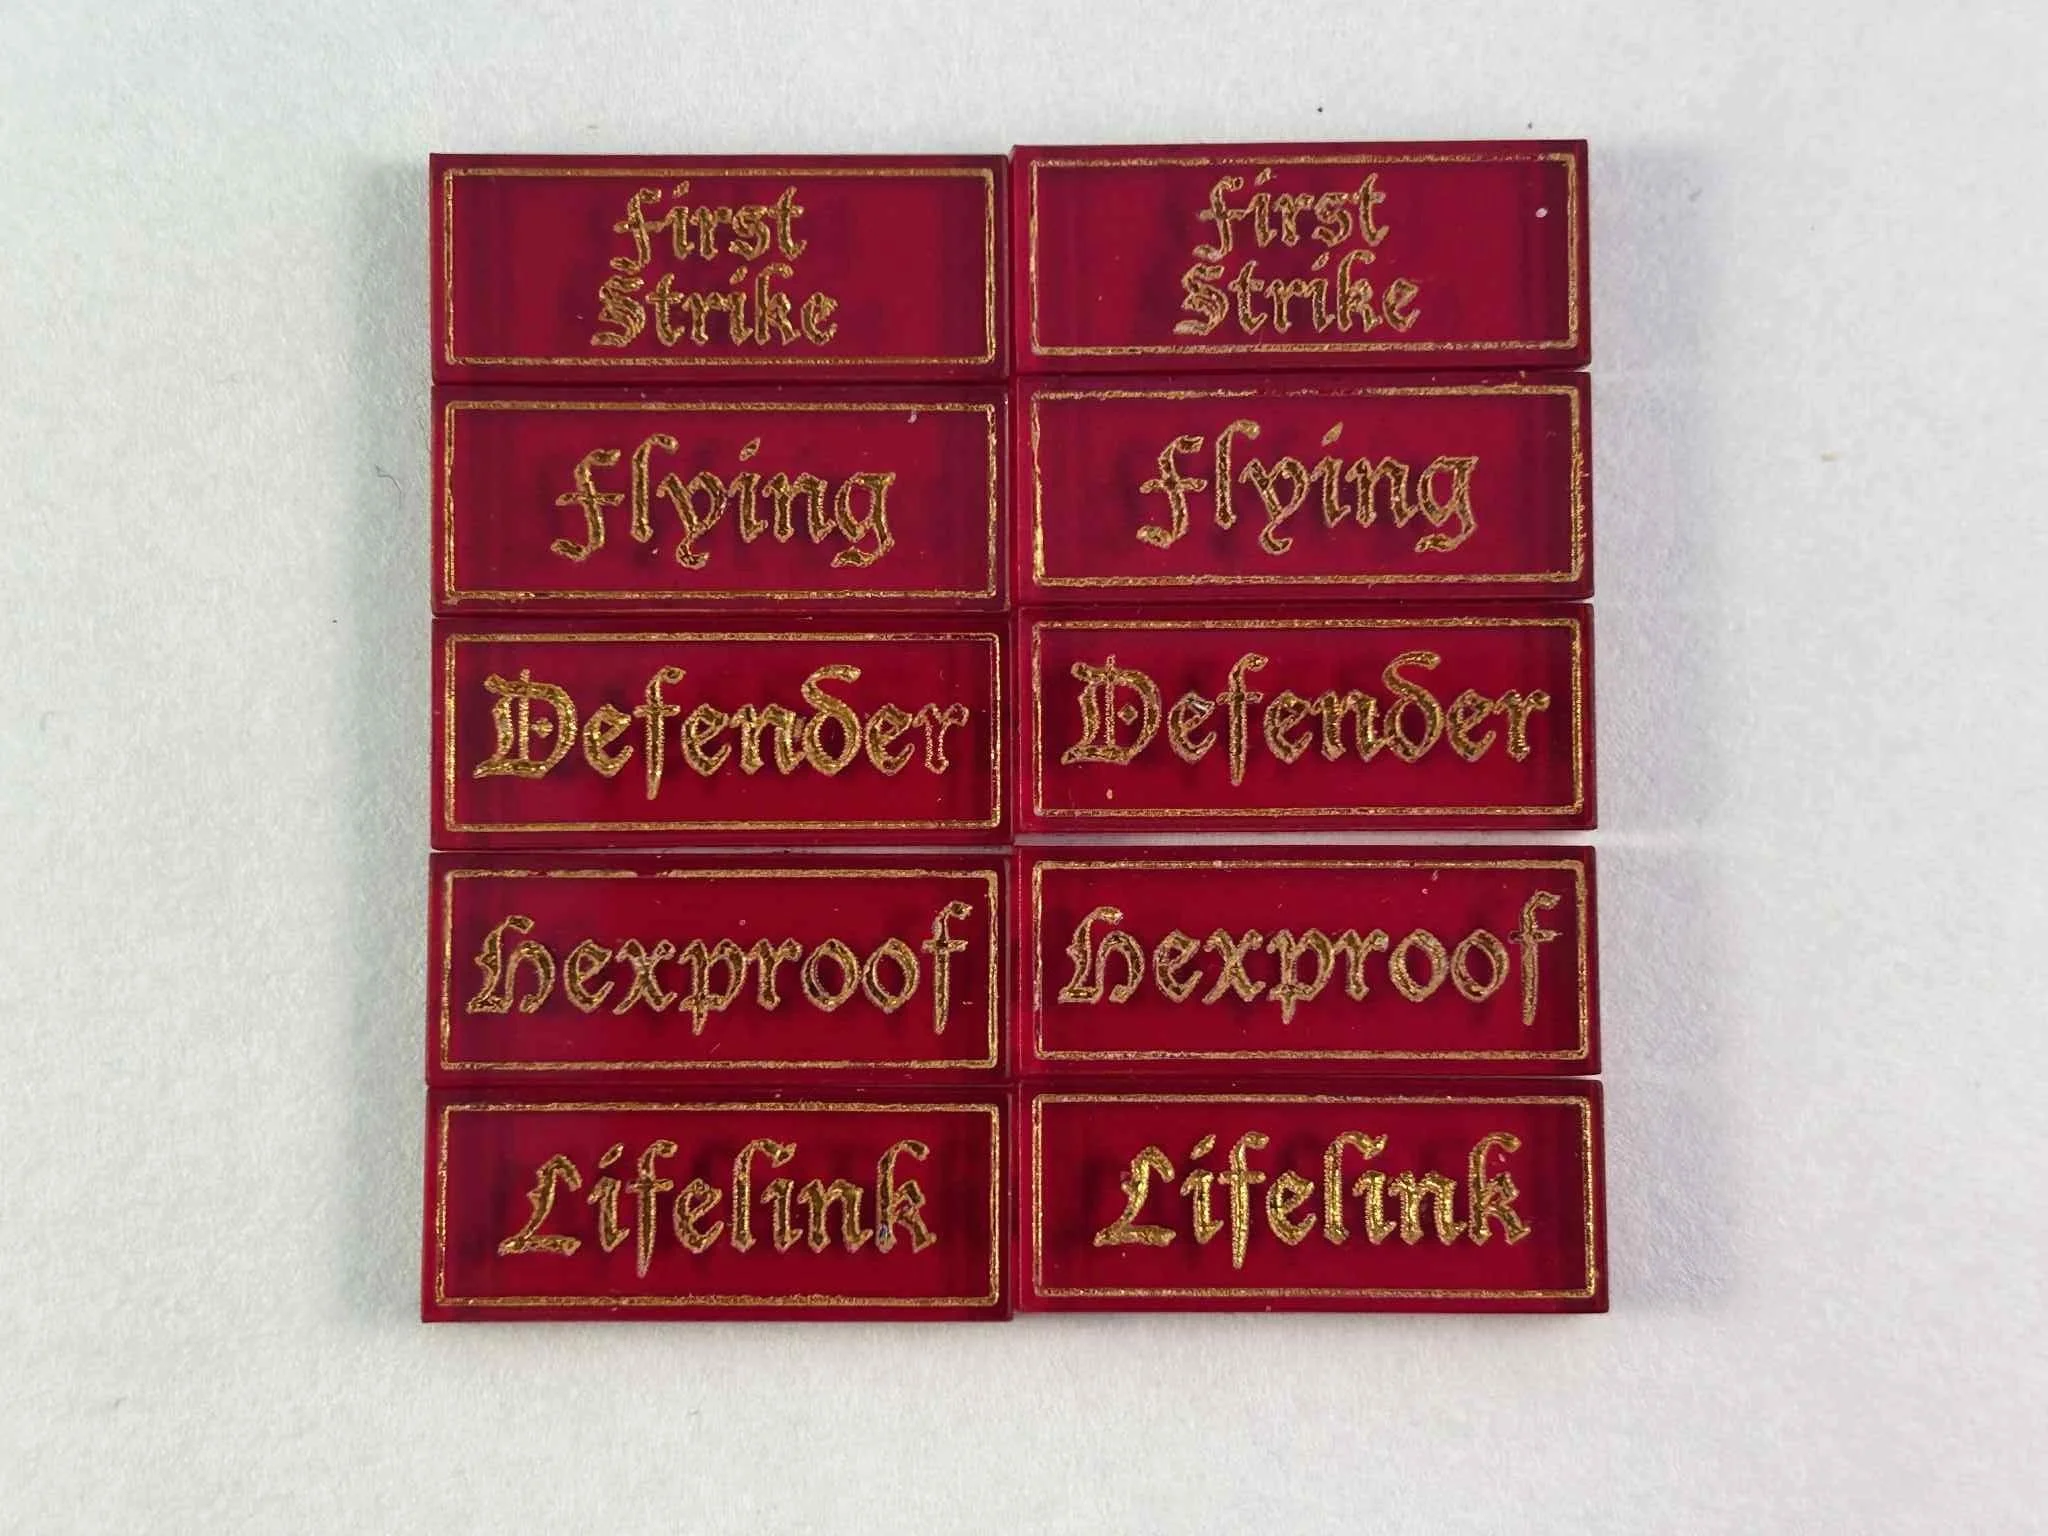 First
Strike
First
Strike
Flying
Flying
Defender
Defender
Hexproof
Hexproof
Lifelink
Lifelink